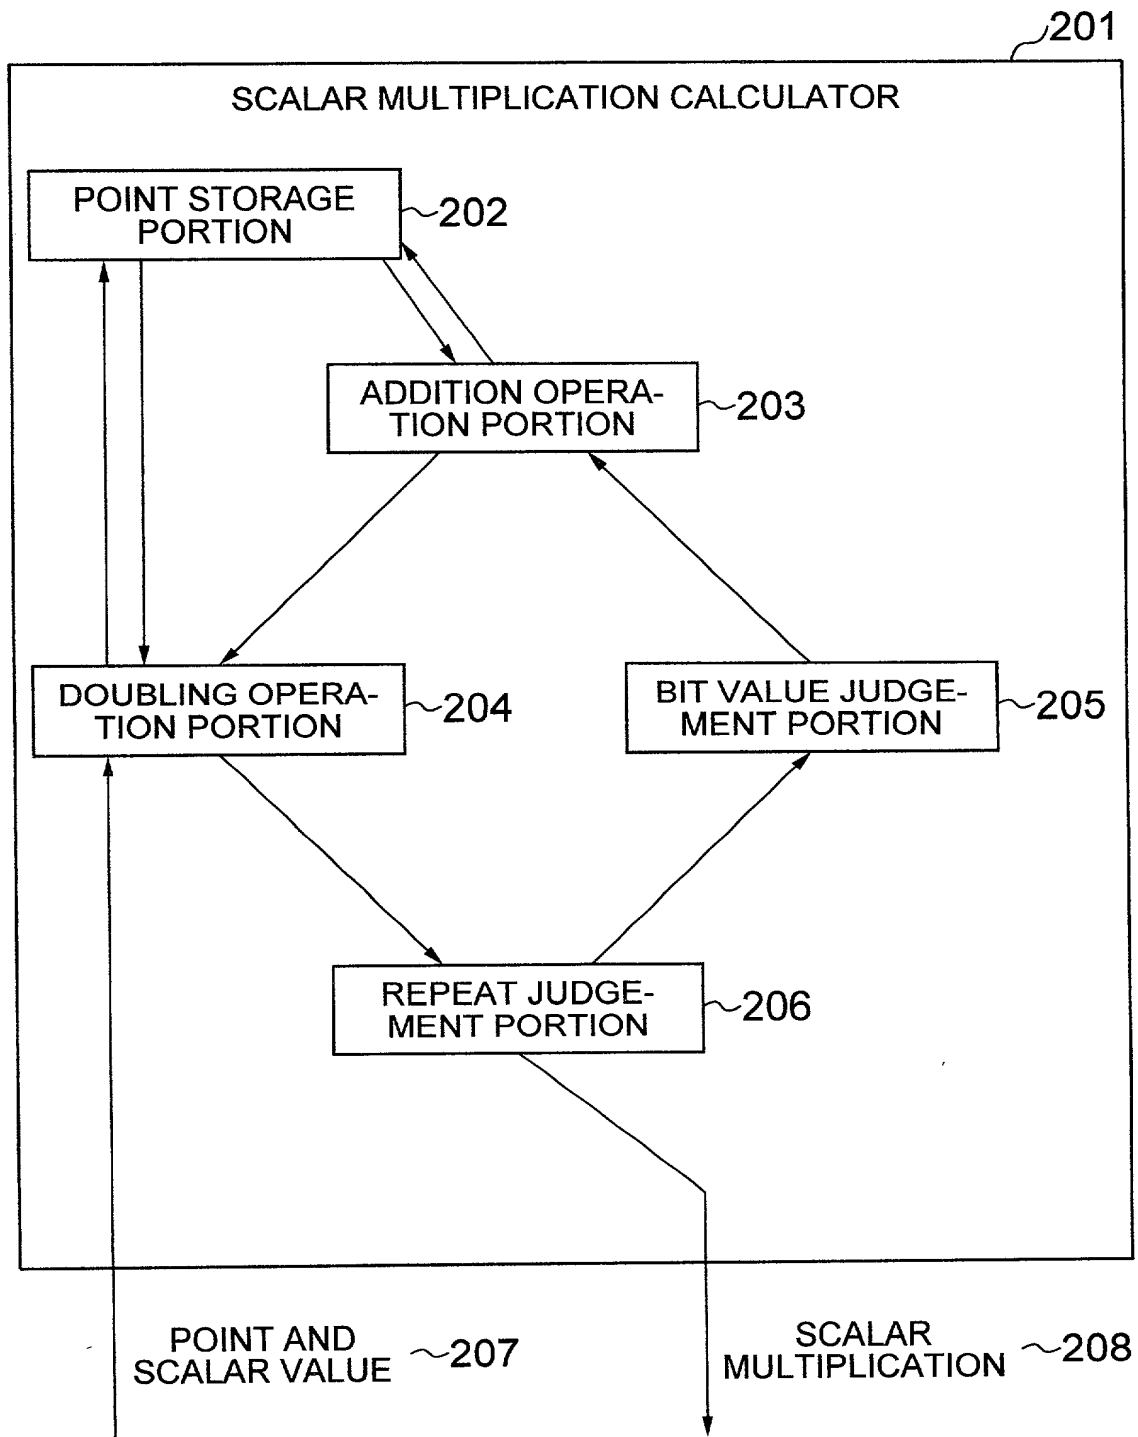 201
SCALAR MULTIPLICATION CALCULATOR
POINT STORAGE
PORTION
202
ADDITION OPERA-
TION PORTION
203
DOUBLING OPERA-
TION PORTION
204
BIT VALUE JUDGE-
MENT PORTION
205
REPEAT JUDGE-
MENT PORTION
206
POINT AND
SCALAR VALUE
207
SCALAR
MULTIPLICATION
208